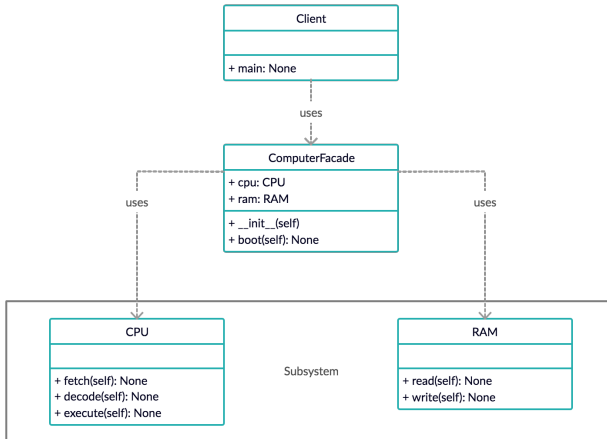 Client
+ main: None
uses
ComputerFacade
+ cpu: CPU
+ ram: RAM
+ __init__(self)
+ boot(self): None
uses
uses
CPU
+ fetch(self): None
+ decode(self): None
+ execute(self): None
Subsystem
RAM
+ read(self): None
+ write(self): None